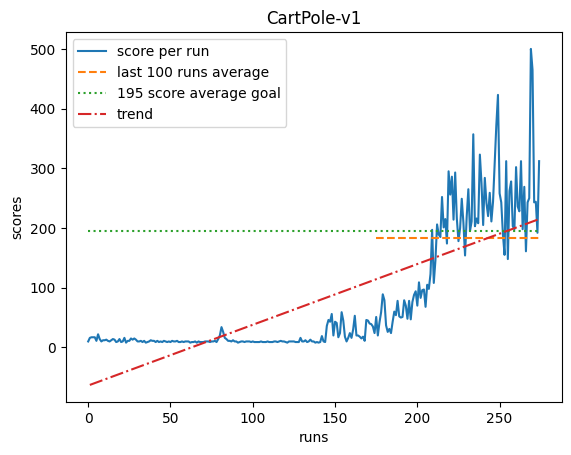 CartPole-v1
score per run
last 100 runs average
195 score average goal
trend
scores
500
400
300
200
100
0
0 50 100 150 200 250
runs